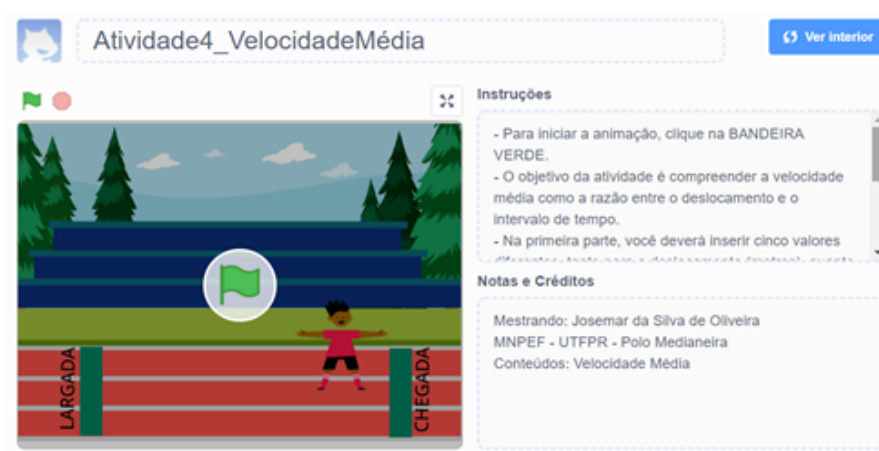 Atividade4_VelocidadeMédia
Ver interior
Instruções
- Para iniciar a animação, clique na BANDEIRA
VERDE.
- O objetivo da atividade é compreender a velocidade
média como a razão entre o deslocamento e o
intervalo de tempo.
- Na primeira parte, você deverá inserir cinco valores
LARGADA
CHEGADA
Notas e Créditos
Mestrando: Josemar da Silva de Oliveira
MNPEF - UTFPR - Polo Medianeira
Conteúdos: Velocidade Média